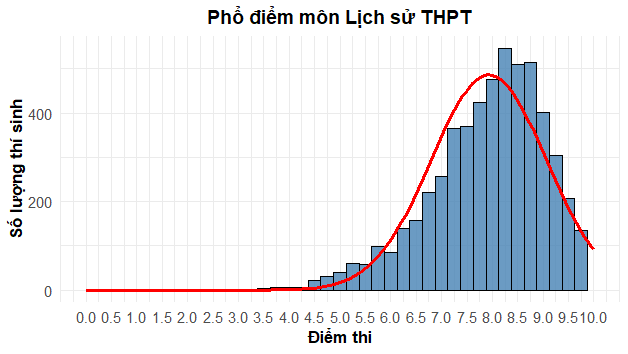 Phổ điểm môn Lịch sử THPT
Số lượng thí sinh
400
200
0
0.0 0.5 1.0 1.5 2.0 2.5 3.0 3.5 4.0 4.5 5.0 5.5 6.0 6.5 7.0 7.5 8.0 8.5 9.0 9.5 10.0
Điểm thi